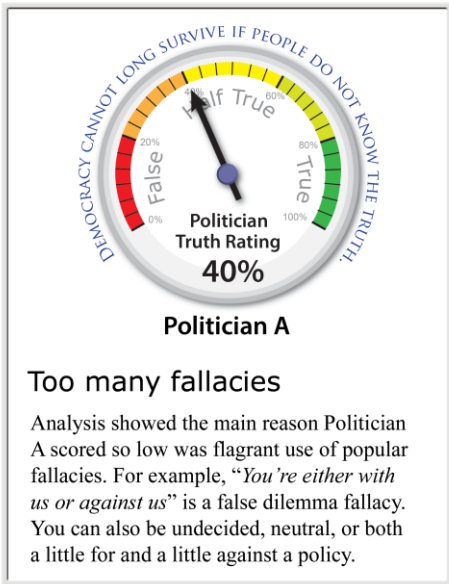 DEMOCRACY CANNOT LONG SURVIVE IF PEOPLE DO NOT KNOW THE TRUTH.
0%
20%
40%
60%
80%
100%
False
Half True
True
Politician
Truth Rating
40%
Politician A
Too many fallacies
Analysis showed the main reason Politician
A scored so low was flagrant use of popular
fallacies. For example, “You’re either with
us or against us” is a false dilemma fallacy.
You can also be undecided, neutral, or both
a little for and a little against a policy.